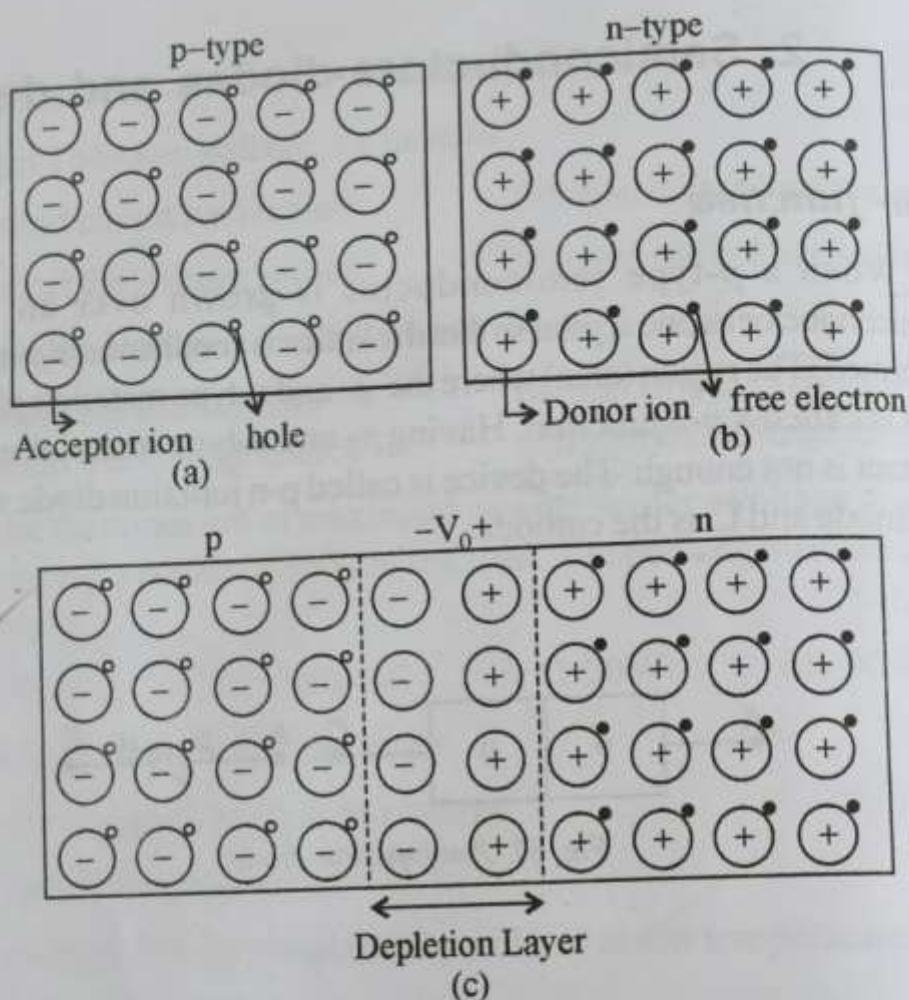 p-type
n-type
Acceptor ion
hole
(a)
Donor ion
free electron
(b)
p
−V₀+
n
Depletion Layer
(c)